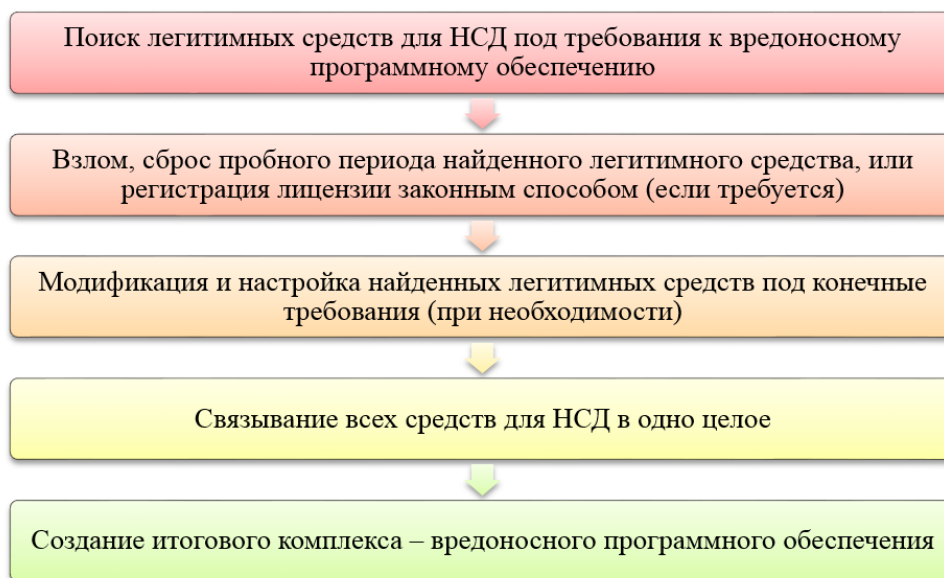 Поиск легитимных средств для НСД под требования к вредоносному
программному обеспечению
Взлом, сброс пробного периода найденного легитимного средства, или
регистрация лицензии законным способом (если требуется)
Модификация и настройка найденных легитимных средств под конечные
требования (при необходимости)
Связывание всех средств для НСД в одно целое
Создание итогового комплекса – вредоносного программного обеспечения